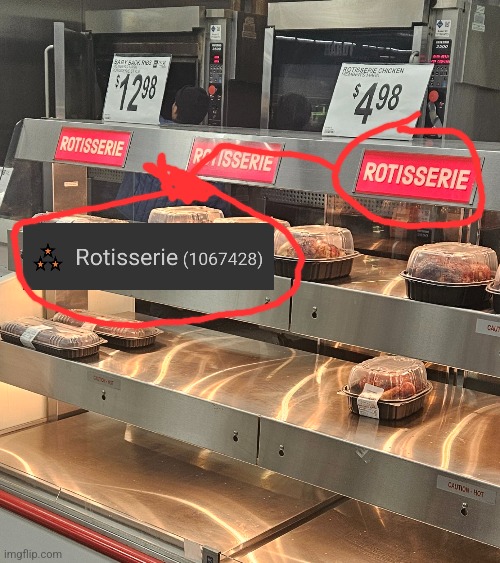 BABY BACK RIBS
$12.98
ROTISSERIE CHICKEN
$4.98
ROTISSERIE
ROTISSERIE
ROTISSERIE
Rotisserie (1067428)
CAUTION - HOT
CAUTION - HOT
imgflip.com